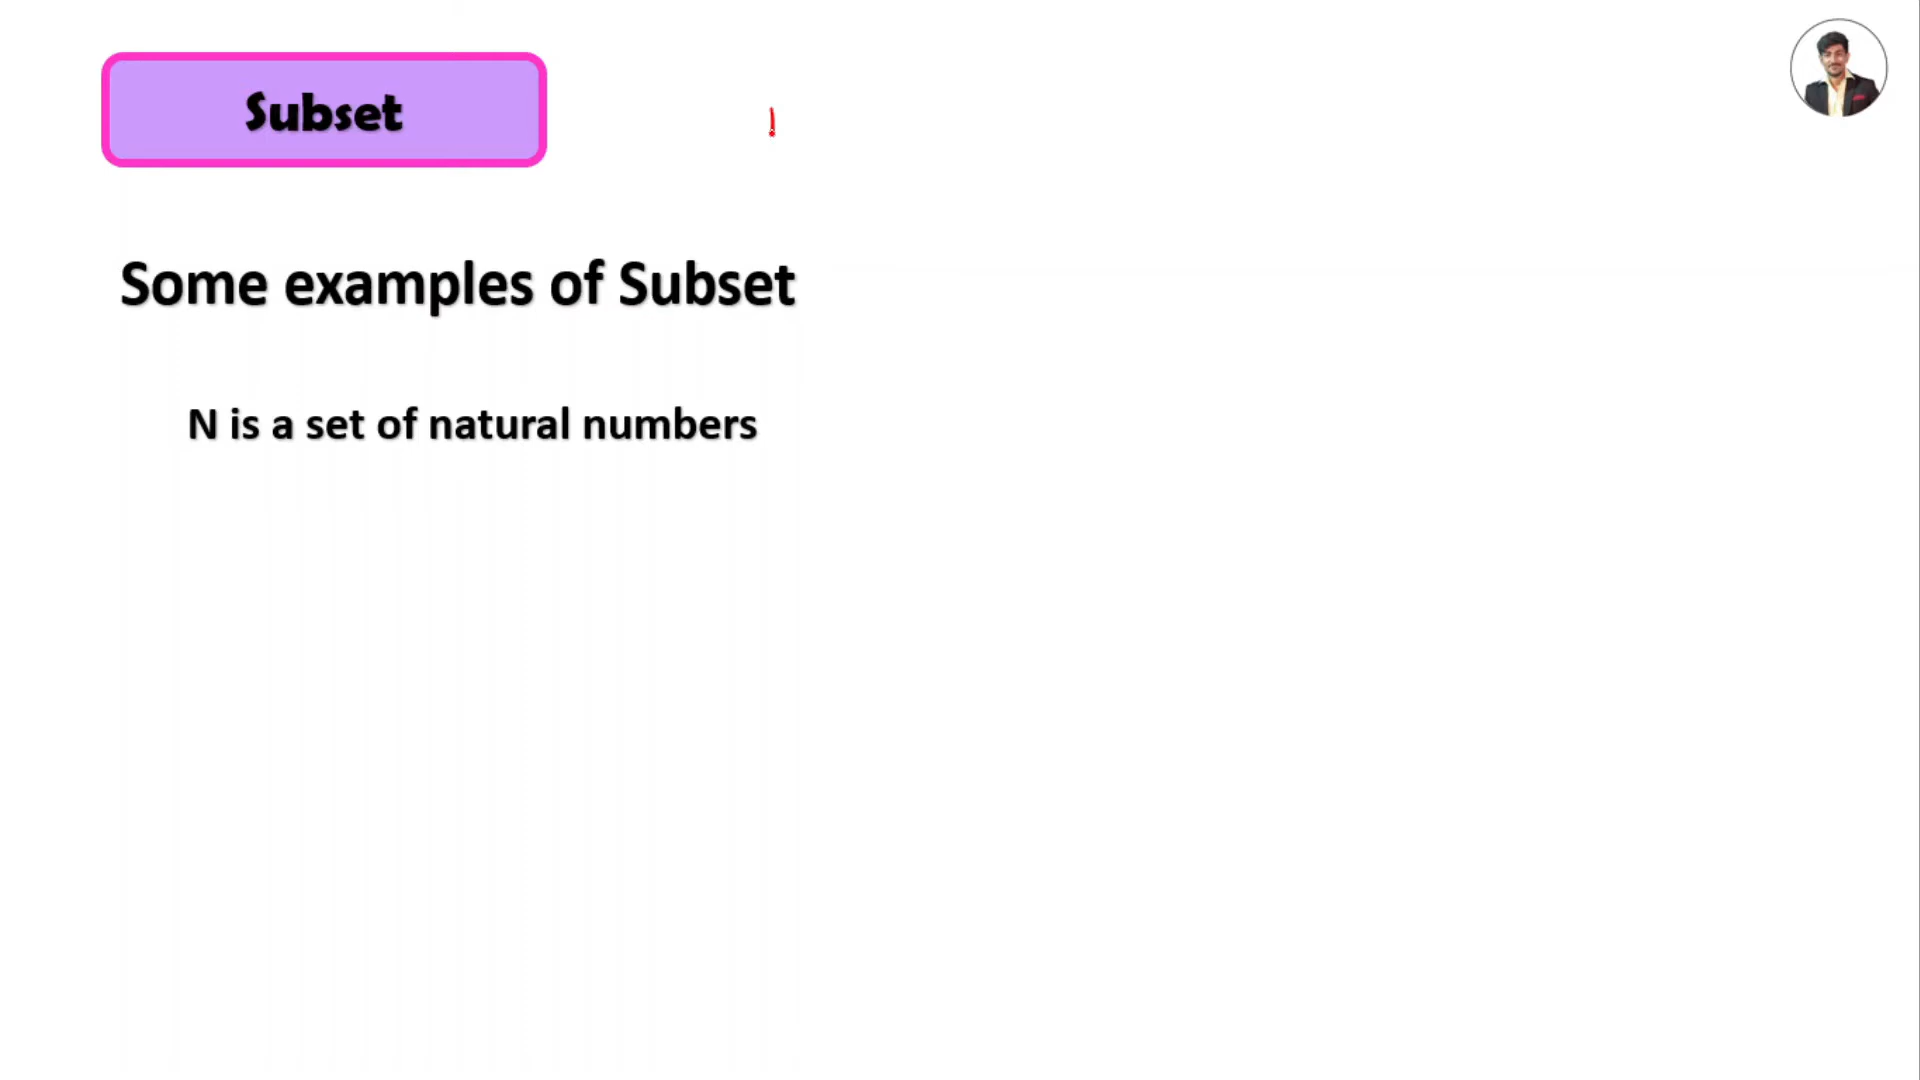 Subset
Some examples of Subset
N is a set of natural numbers